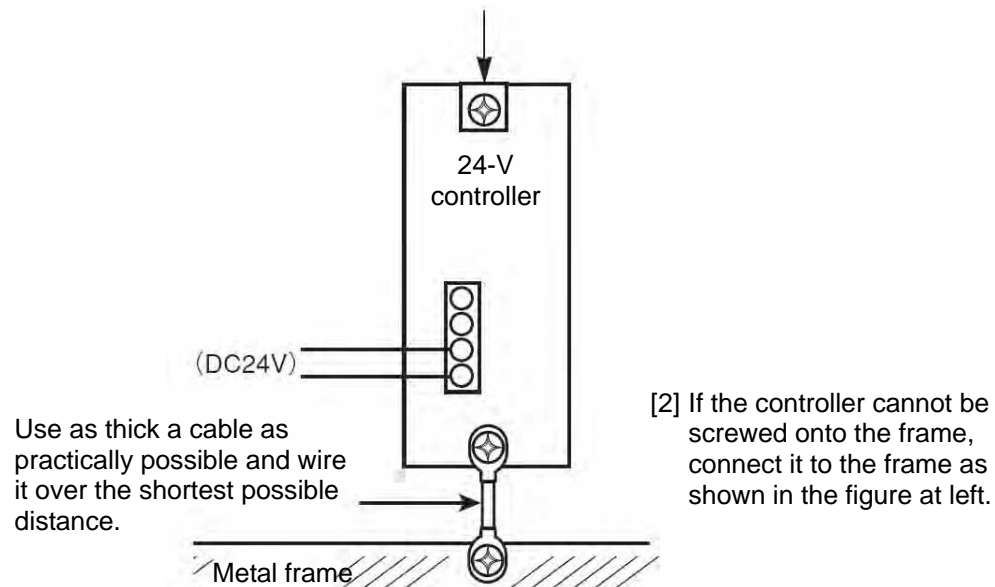 24-V
controller
(DC24V)
Use as thick a cable as
practically possible and wire
it over the shortest possible
distance.
[2] If the controller cannot be
screwed onto the frame,
connect it to the frame as
shown in the figure at left.
Metal frame